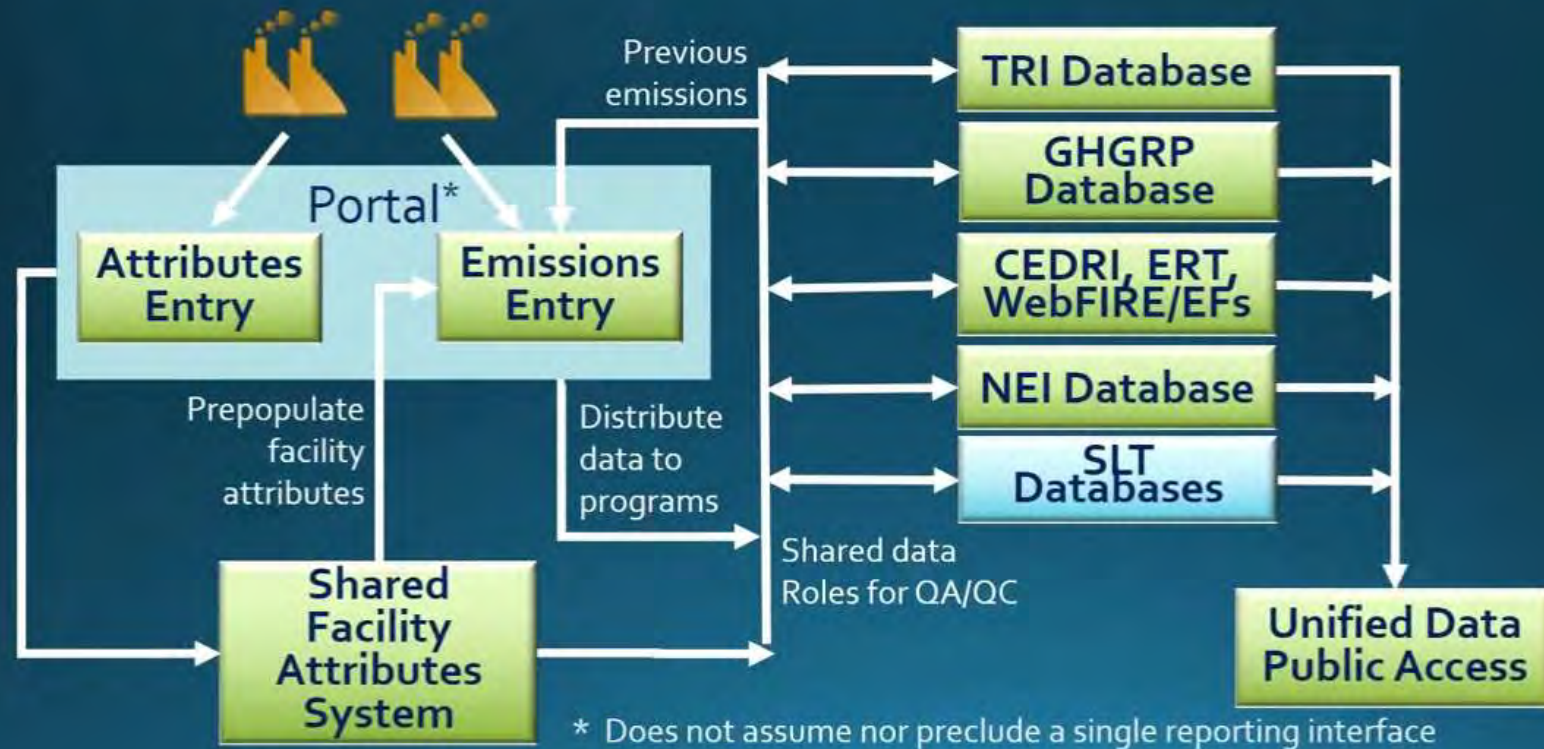 Previous
emissions
Portal*
Attributes
Entry
Emissions
Entry
Prepopulate
facility
attributes
Distribute
data to
programs
Shared
Facility
Attributes
System
TRI Database
GHGRP
Database
CEDRI, ERT,
WebFIRE/EFs
NEI Database
SLT
Databases
Shared data
Roles for QA/QC
Unified Data
Public Access
* Does not assume nor preclude a single reporting interface